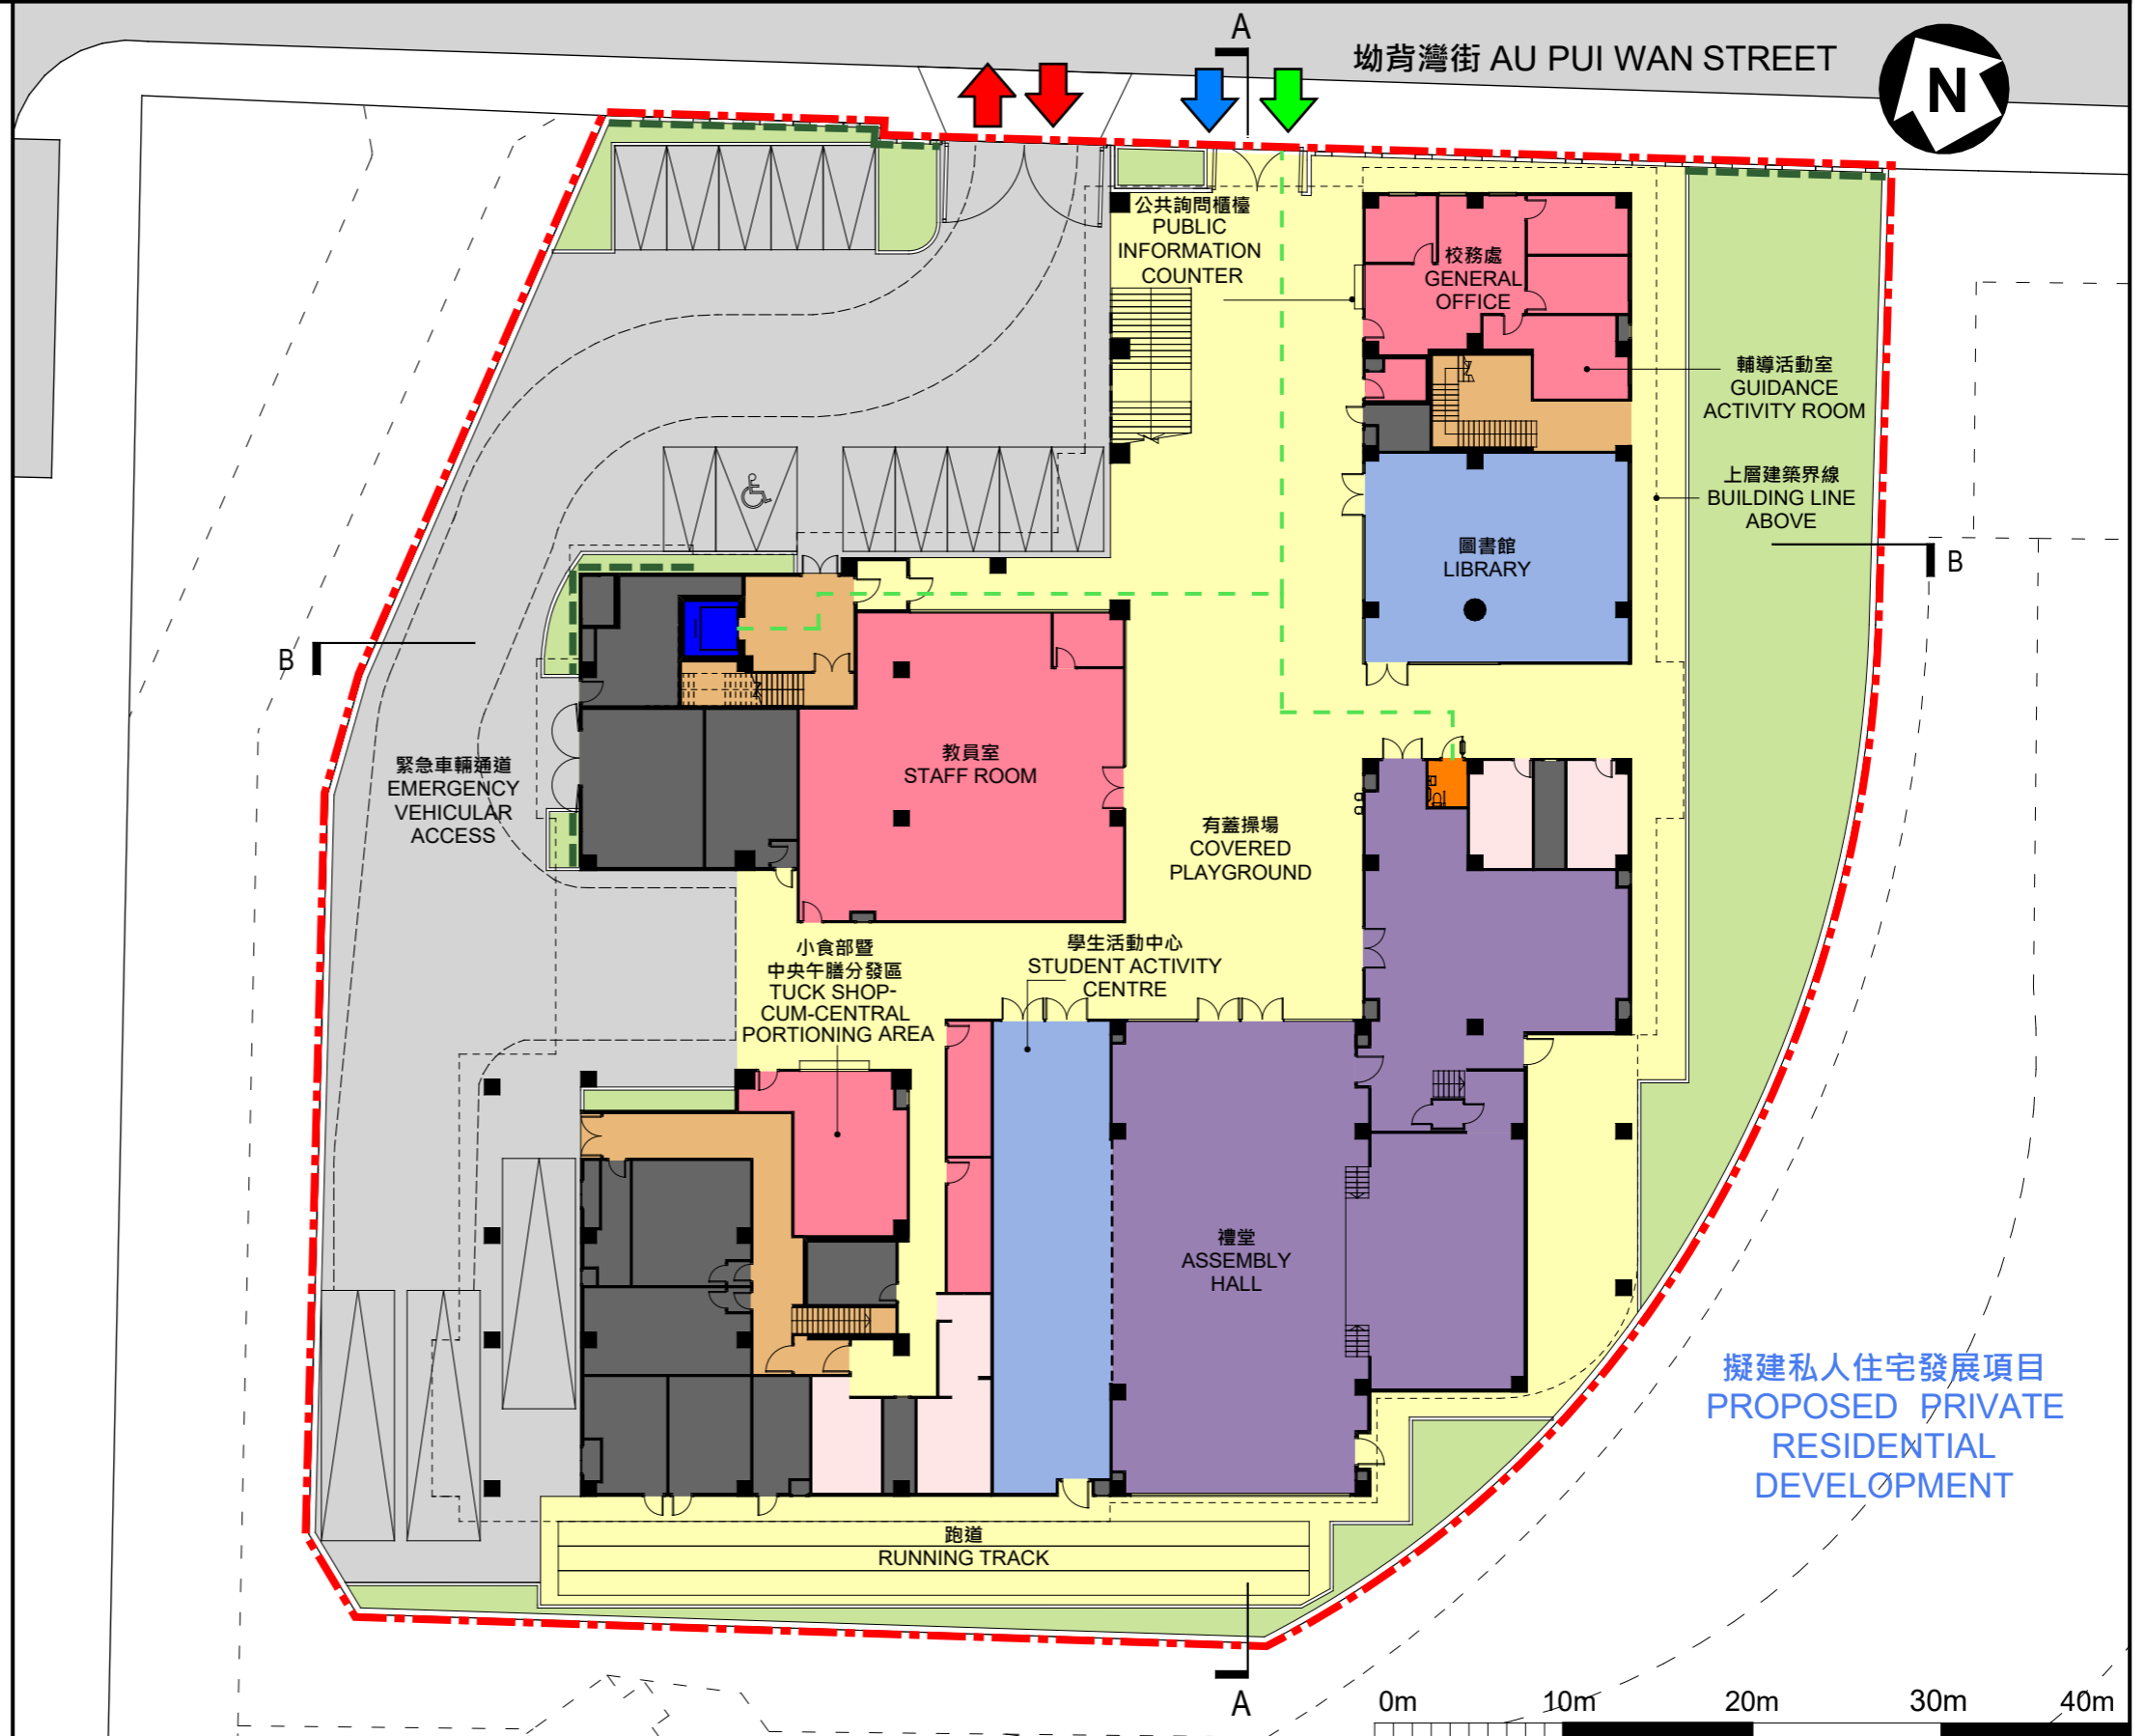 A
坳背灣街 AU PUI WAN STREET
N
公共詢問櫃檯
PUBLIC
INFORMATION
COUNTER
校務處
GENERAL
OFFICE
輔導活動室
GUIDANCE
ACTIVITY ROOM
上層建築界線
BUILDING LINE
ABOVE
圖書館
LIBRARY
B
B
教員室
STAFF ROOM
緊急車輛通道
EMERGENCY
VEHICULAR
ACCESS
有蓋操場
COVERED
PLAYGROUND
小食部暨
中央午膳分發區
TUCK SHOP-
CUM-CENTRAL
PORTIONING AREA
學生活動中心
STUDENT ACTIVITY
CENTRE
禮堂
ASSEMBLY
HALL
擬建私人住宅發展項目
PROPOSED PRIVATE
RESIDENTIAL
DEVELOPMENT
跑道
RUNNING TRACK
A
0m 10m 20m 30m 40m